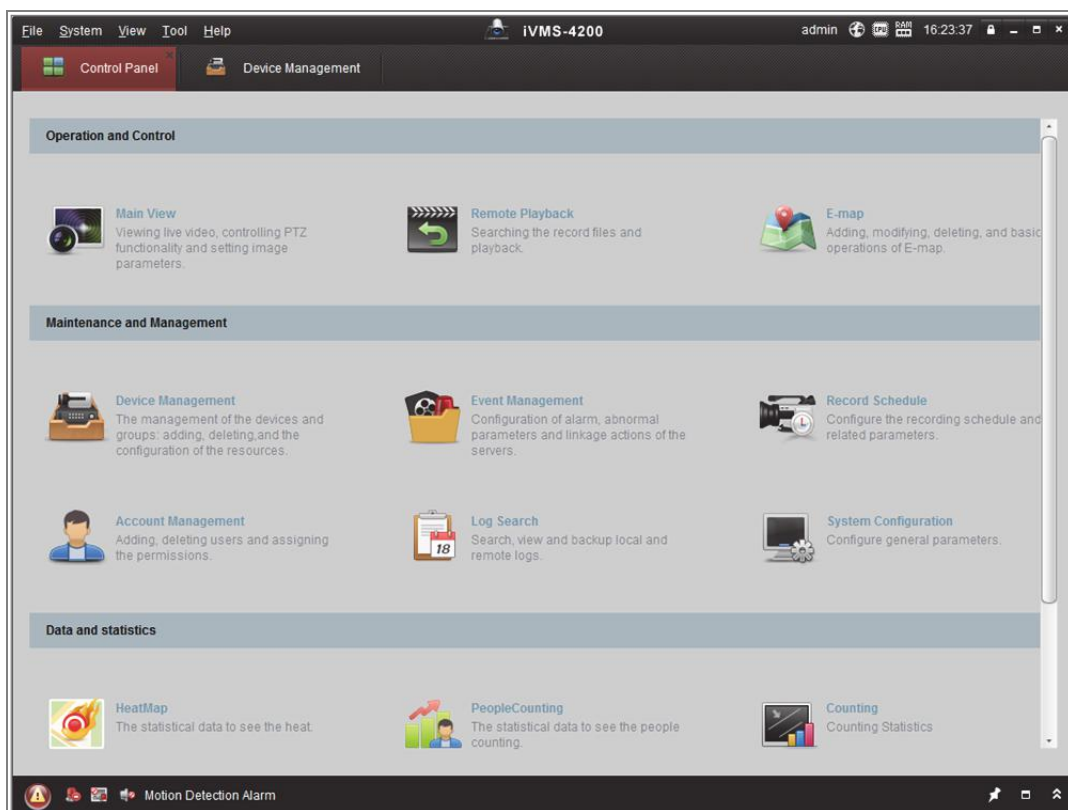 File System View Tool Help iVMS-4200 admin CPU RAM 16:23:37
Control Panel Device Management
Operation and Control
Main View
Viewing live video, controlling PTZ
functionality and setting image
parameters.
Remote Playback
Searching the record files and
playback.
E-map
Adding, modifying, deleting, and basic
operations of E-map.
Maintenance and Management
Device Management
The management of the devices and
groups: adding, deleting,and the
configuration of the resources.
Event Management
Configuration of alarm, abnormal
parameters and linkage actions of the
servers.
Record Schedule
Configure the recording schedule and
related parameters.
Account Management
Adding, deleting users and assigning
the permissions.
18
Log Search
Search, view and backup local and
remote logs.
System Configuration
Configure general parameters.
Data and statistics
HeatMap
The statistical data to see the heat.
PeopleCounting
The statistical data to see the people
counting.
Counting
Counting Statistics
Motion Detection Alarm